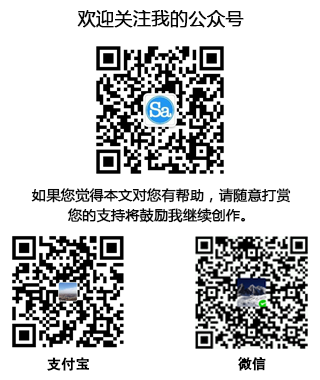 欢迎关注我的公众号
Sa
如果您觉得本文对您有帮助，请随意打赏
您的支持将鼓励我继续创作。
支付宝
微信